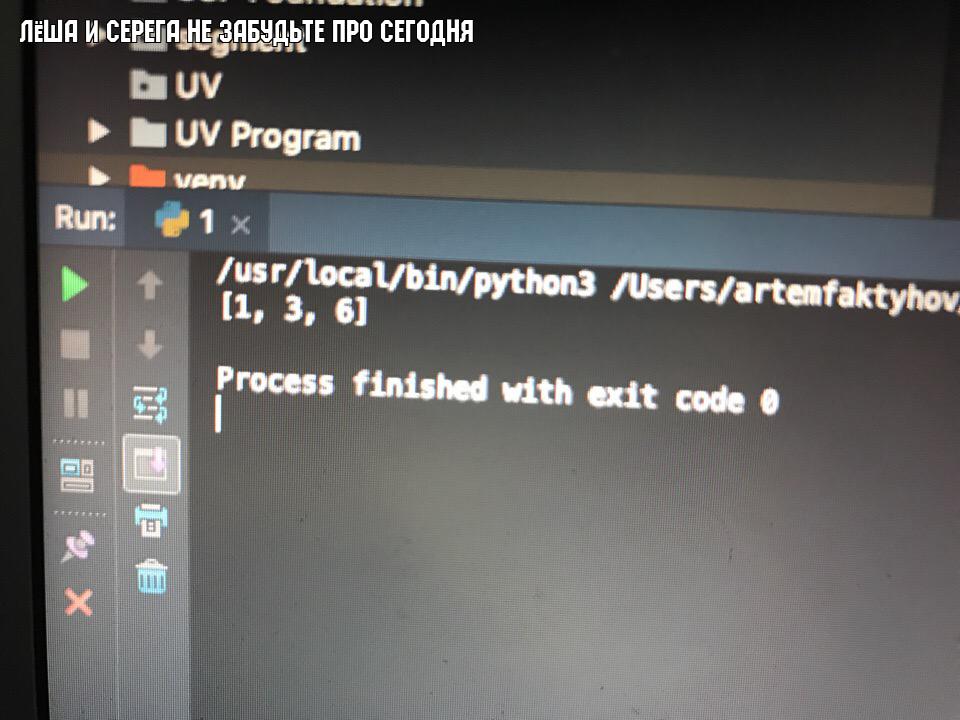 ЛЁША И СЕРЕГА НЕ ЗАБУДЬТЕ ПРО СЕГОДНЯ
segment
UV
UV Program
venv
Run: 1
/usr/local/bin/python3 /Users/artemfaktyhov
[1, 3, 6]
Process finished with exit code 0